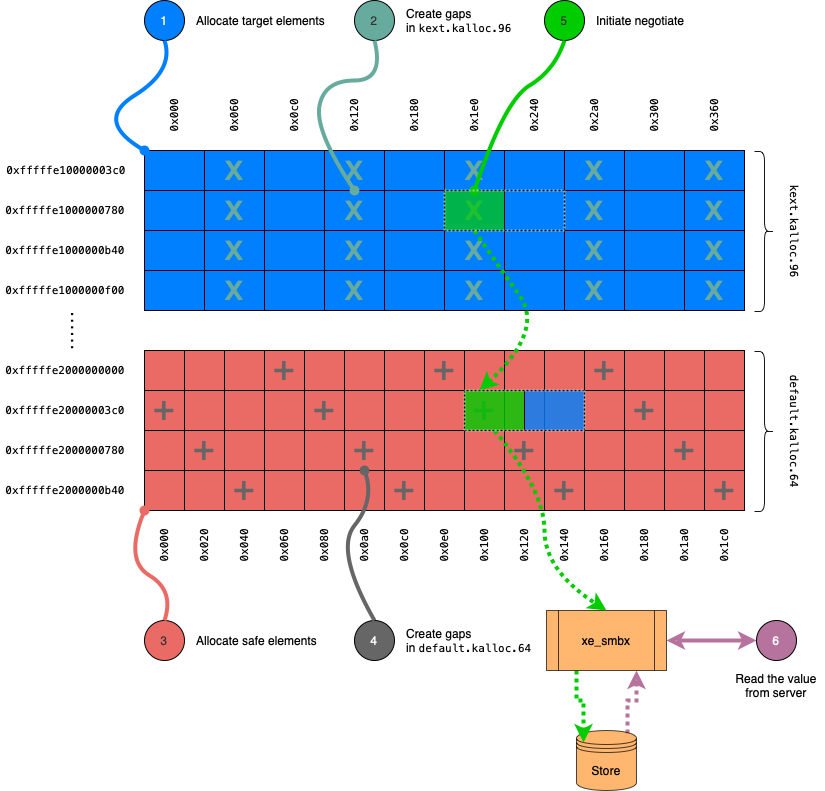 1
Allocate target elements
2
Create gaps
in kext.kalloc.96
5
Initiate negotiate
0x000
0x060
0x0c0
0x120
0x180
0x1e0
0x240
0x2a0
0x300
0x360
0xfffffe10000003c0
X X X X X
0xfffffe1000000780
X X X X X
0xfffffe1000000b40
X X X X X
0xfffffe1000000f00
X X X X X
kext.kalloc.96
0xfffffe2000000000
+ + +
0xfffffe20000003c0
+ + + +
0xfffffe2000000780
+ + + +
0xfffffe2000000b40
+ + + +
default.kalloc.64
0x000
0x020
0x040
0x060
0x080
0x0a0
0x0c0
0x0e0
0x100
0x120
0x140
0x160
0x180
0x1a0
0x1c0
3
Allocate safe elements
4
Create gaps
in default.kalloc.64
xe_smbx
6
Read the value
from server
Store